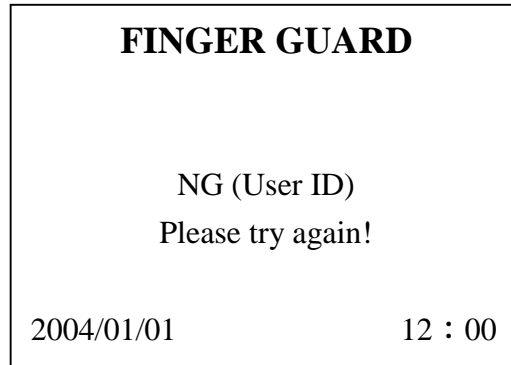 FINGER GUARD
NG (User ID)
Please try again!
2004/01/01 12：00